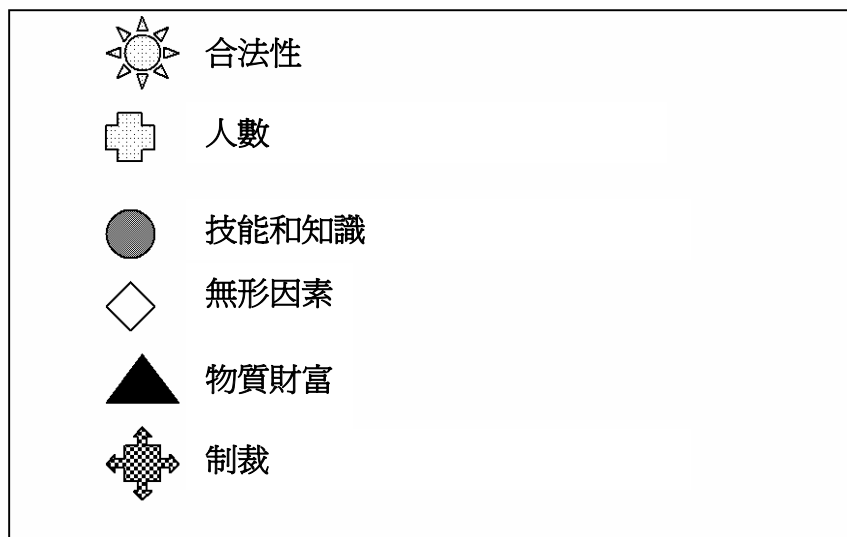 合法性
人數
技能和知識
無形因素
物質財富
制裁